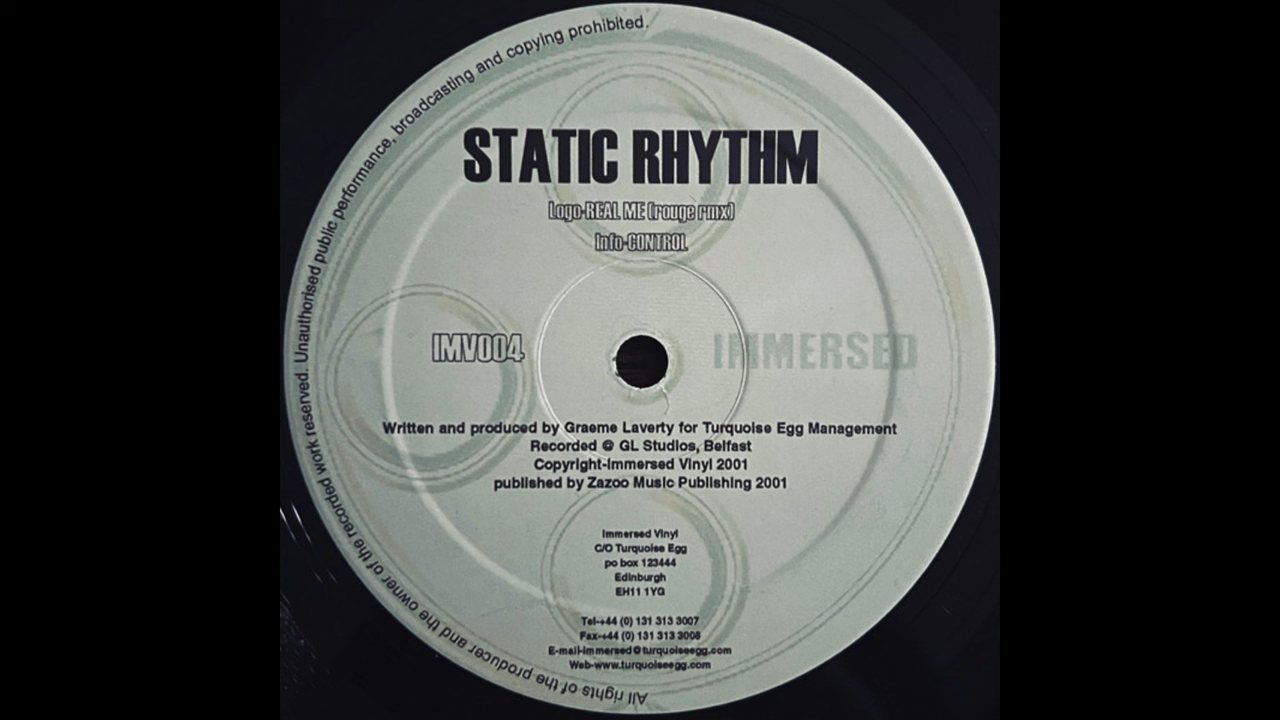 STATIC RHYTHM
Logo-REAL ME (rouge rmx)
Info-CONTROL
IMV004
IMMERSED
Written and produced by Graeme Laverty for Turquoise Egg Management
Recorded @ GL Studios, Belfast
Copyright-Immersed Vinyl 2001
published by Zazoo Music Publishing 2001
Immersed Vinyl
C/O Turquoise Egg
po box 123444
Edinburgh
EH11 1YG
Tel-+44 (0) 131 313 3007
Fax-+44 (0) 131 313 3008
E-mail-immersed@turquoiseegg.com
Web-www.turquoiseegg.com
All rights of the producer and the owner of the recorded work reserved. Unauthorised public performance, broadcasting and copying prohibited.